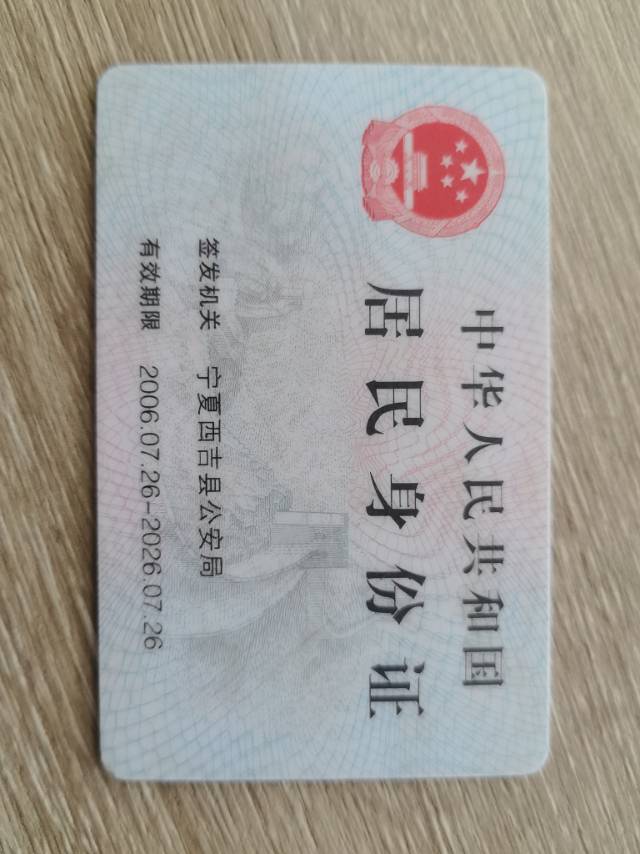 中华人民共和国
居民身份证
签发机关 宁夏西吉县公安局
有效期限 2006.07.26-2026.07.26